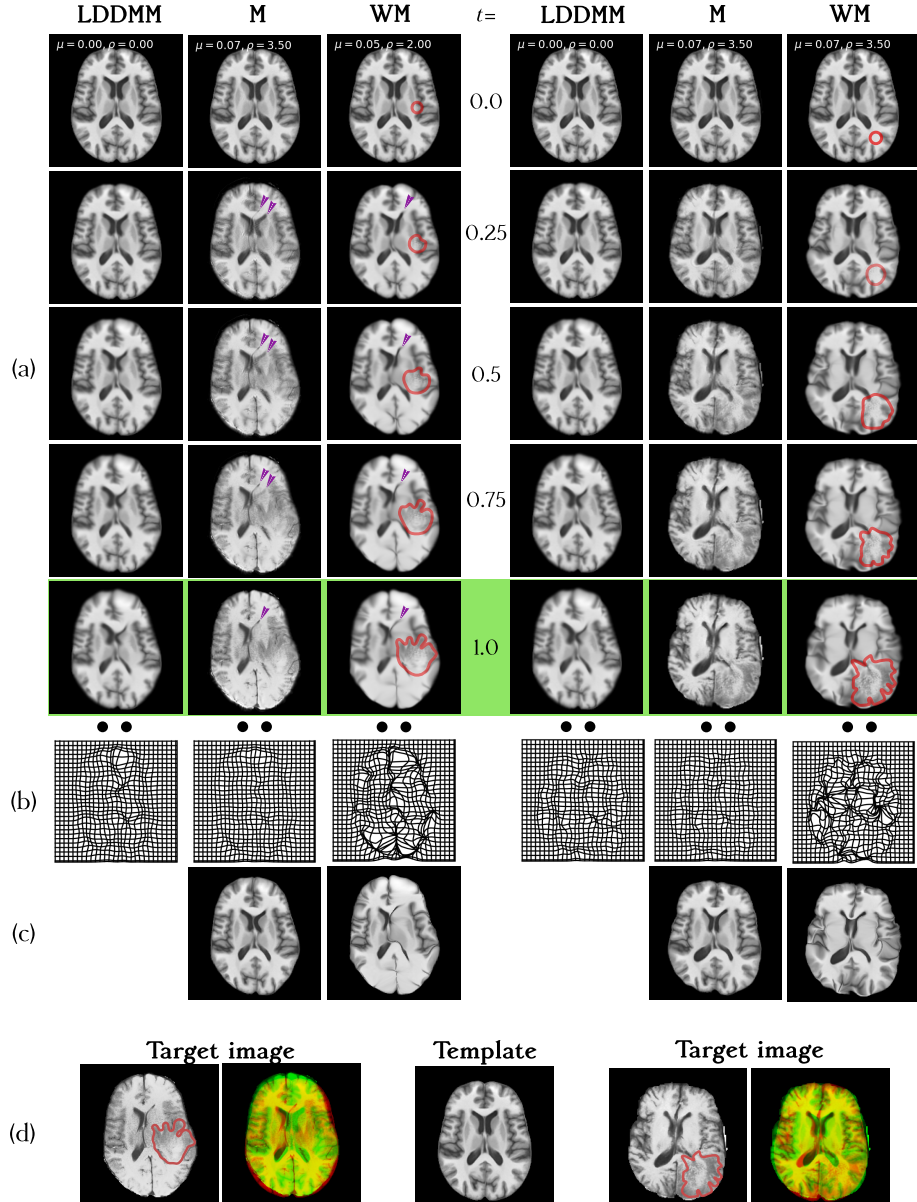 LDDMM M WM t= LDDMM M WM
μ = 0.00, ρ = 0.00 μ = 0.07, ρ = 3.50 μ = 0.05, ρ = 2.00 μ = 0.00, ρ = 0.00 μ = 0.07, ρ = 3.50 μ = 0.07, ρ = 3.50
0.0
0.25
(a) 0.5
0.75
1.0
(b)
(c)
Target image Template Target image
(d)